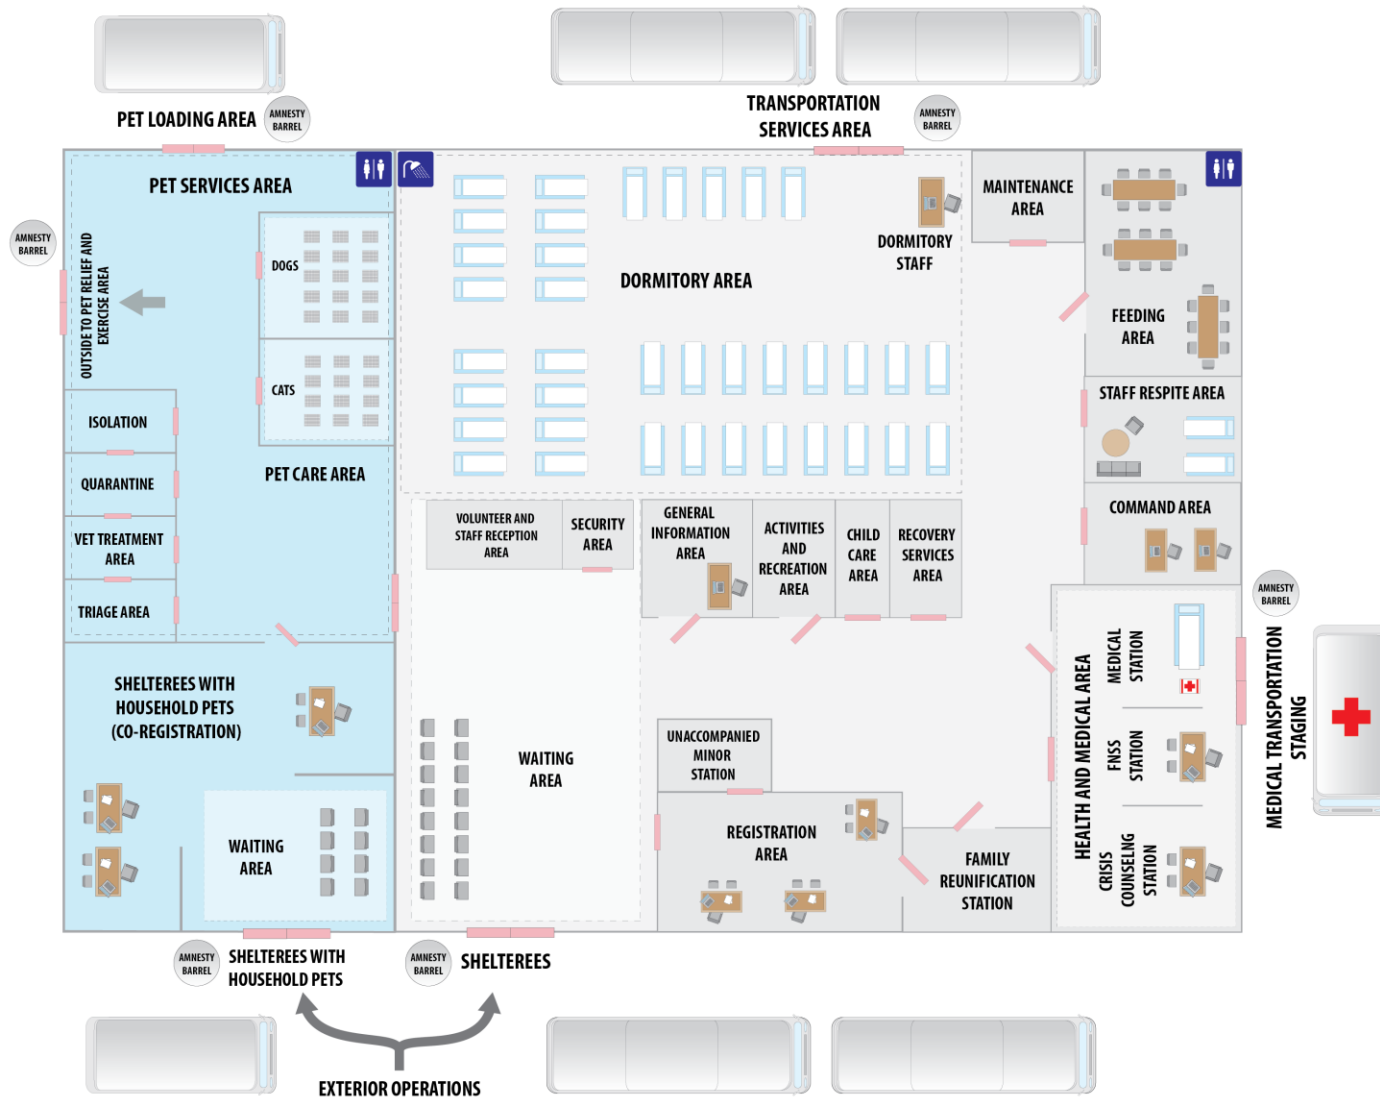 PET LOADING AREA
AMNESTY
BARREL
TRANSPORTATION
SERVICES AREA
AMNESTY
BARREL
PET SERVICES AREA
AMNESTY
BARREL
OUTSIDE TO PET RELIEF AND
EXERCISE AREA
DOGS
CATS
ISOLATION
QUARANTINE
VET TREATMENT
AREA
TRIAGE AREA
PET CARE AREA
DORMITORY AREA
DORMITORY
STAFF
MAINTENANCE
AREA
FEEDING
AREA
STAFF RESPITE AREA
COMMAND AREA
VOLUNTEER AND
STAFF RECEPTION
AREA
SECURITY
AREA
GENERAL
INFORMATION
AREA
ACTIVITIES
AND
RECREATION
AREA
CHILD
CARE
AREA
RECOVERY
SERVICES
AREA
AMNESTY
BARREL
SHELTEREES WITH
HOUSEHOLD PETS
(CO-REGISTRATION)
WAITING
AREA
WAITING
AREA
UNACCOMPANIED
MINOR
STATION
REGISTRATION
AREA
FAMILY
REUNIFICATION
STATION
HEALTH AND MEDICAL AREA
MEDICAL
STATION
FNSS
STATION
CRISIS
COUNSELNG
STATION
MEDICAL TRANSPORTATION
STAGING
AMNESTY
BARREL
SHELTEREES WITH
HOUSEHOLD PETS
AMNESTY
BARREL
SHELTEREES
EXTERIOR OPERATIONS